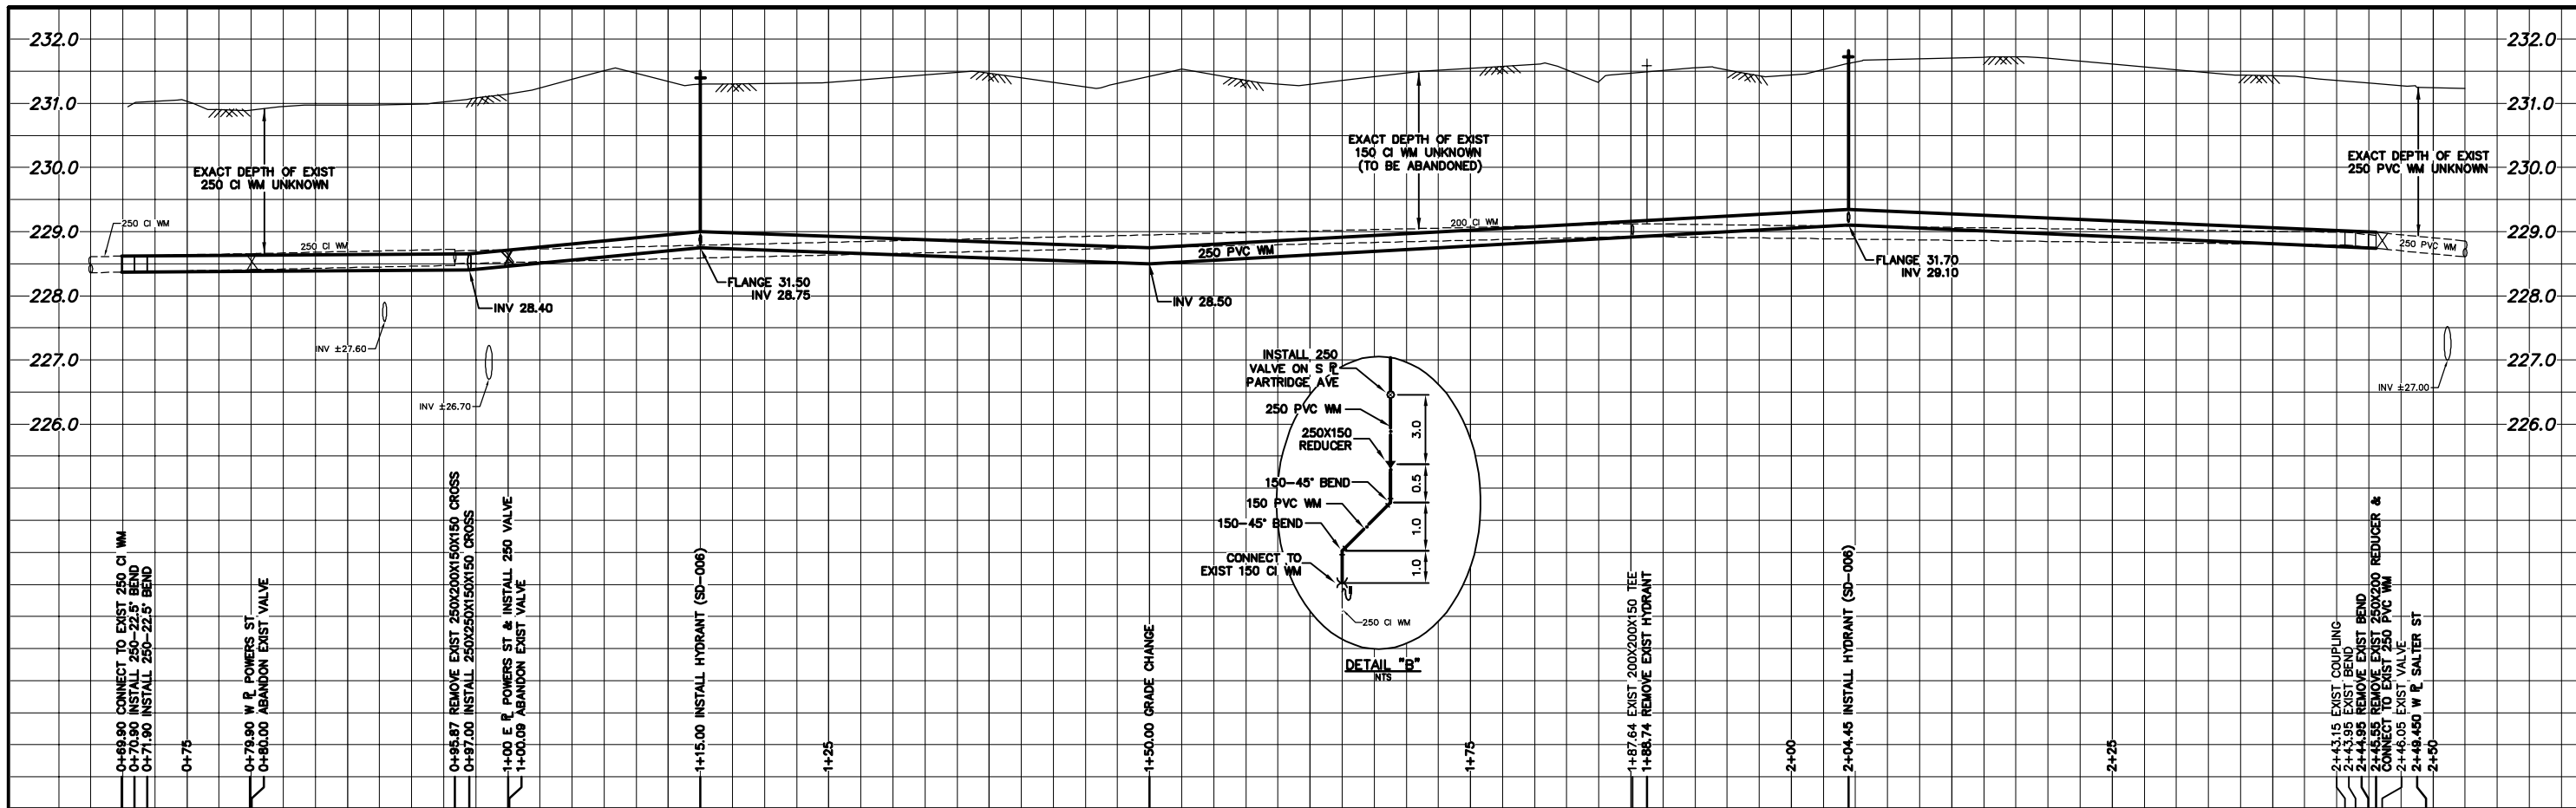 232.0
232.0
231.0
231.0
230.0
230.0
229.0
229.0
228.0
228.0
227.0
227.0
226.0
226.0
EXACT DEPTH OF EXIST
250 CI WM UNKNOWN
EXACT DEPTH OF EXIST
150 CI WM UNKNOWN
(TO BE ABANDONED)
EXACT DEPTH OF EXIST
250 PVC WM UNKNOWN
250 CI WM
250 CI WM
200 CI WM
250 PVC WM
250 PVC WM
FLANGE 31.50
INV 28.75
INV 28.40
INV 28.50
FLANGE 31.70
INV 29.10
INV ±27.60
INV ±26.70
INV ±27.00
INSTALL 250
VALVE ON S PL
PARTRIDGE AVE
250 PVC WM
250X150
REDUCER
150-45° BEND
150 PVC WM
150-45° BEND
CONNECT TO
EXIST 150 CI WM
3.0
0.5
1.0
1.0
250 CI WM
DETAIL "B"
NTS
0+69.90 CONNECT TO EXIST 250 CI WM
0+70.90 INSTALL 250-22.5° BEND
0+71.90 INSTALL 250-22.5° BEND
0+75
0+79.90 W PL POWERS ST
0+80.00 ABANDON EXIST VALVE
0+95.87 REMOVE EXIST 250X200X150X150 CROSS
0+97.00 INSTALL 250X250X150X150 CROSS
1+00 E PL POWERS ST & INSTALL 250 VALVE
1+00.09 ABANDON EXIST VALVE
1+15.00 INSTALL HYDRANT (SD-006)
1+25
1+50.00 GRADE CHANGE
1+75
1+87.64 EXIST 200X200X150 TEE
1+88.74 REMOVE EXIST HYDRANT
2+00
2+04.45 INSTALL HYDRANT (SD-006)
2+25
2+43.15 EXIST COUPLING
2+43.95 EXIST BEND
2+44.95 REMOVE EXIST BEND
2+45.55 REMOVE EXIST 250X200 REDUCER &
CONNECT TO EXIST 250 PVC WM
2+46.05 EXIST VALVE
2+49.450 W PL SALTER ST
2+50